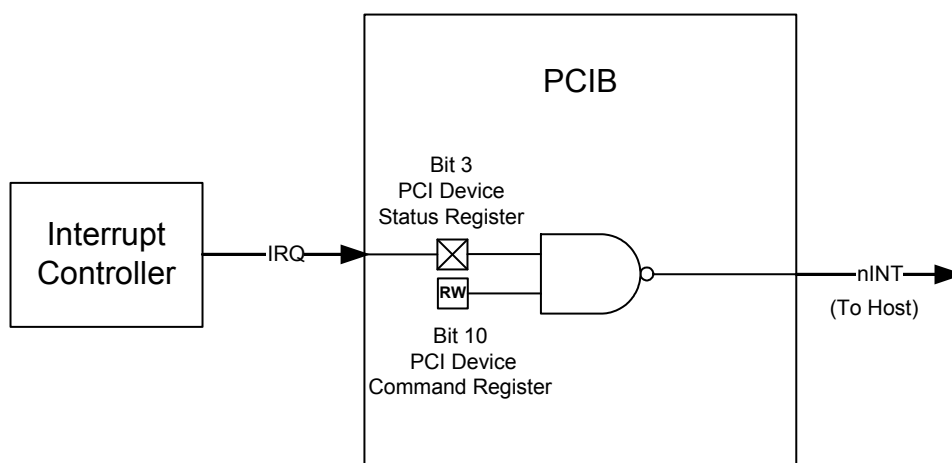 PCIB
Bit 3
PCI Device
Status Register
Interrupt
Controller
IRQ
nINT
(To Host)
RW
Bit 10
PCI Device
Command Register